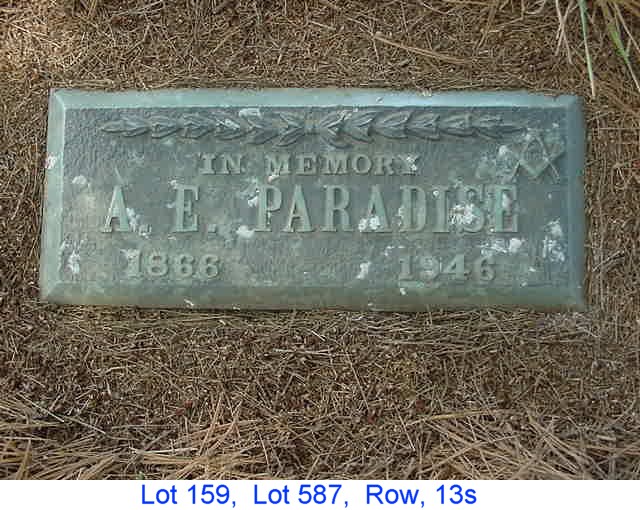 IN MEMORY
A. E. PARADISE
1866 1946
Lot 159, Lot 587, Row, 13s